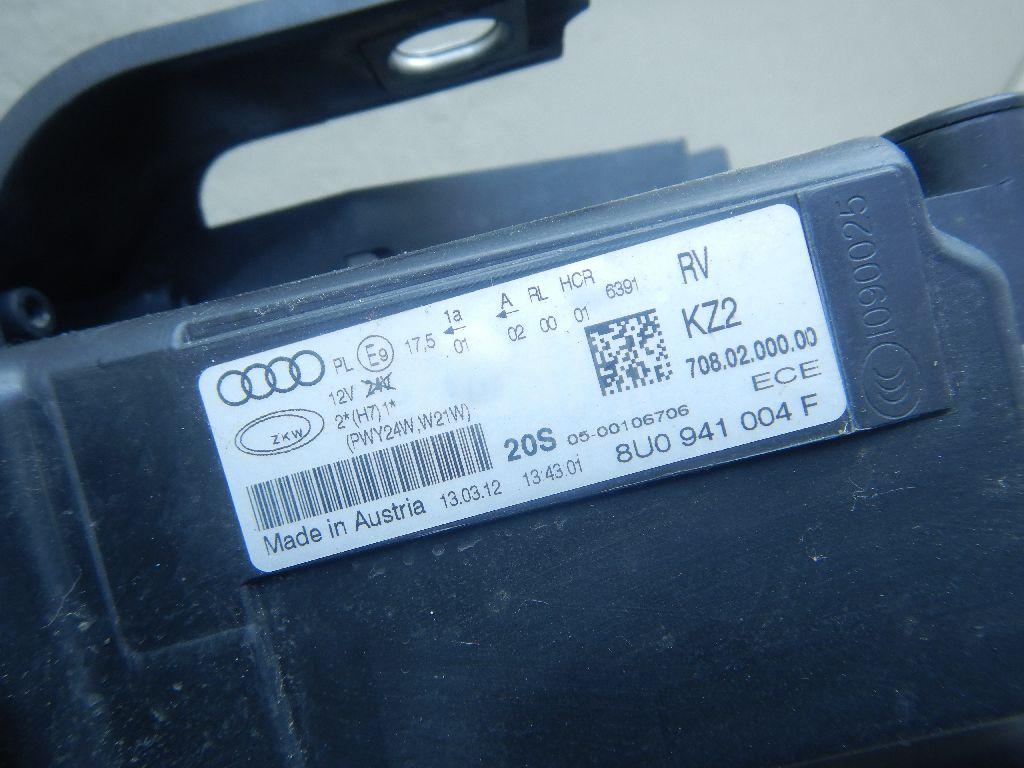 PL E9 17,5 1a 01 A 02 RL 00 HCR 01 6391 RV
12V 24V KZ2
ZKW 2*(H7) 1* 708.02.000.00
(PWY24W, W21W) ECE
20S 05-00106706
Made in Austria 13.03.12 13:43.01 8U0 941 004 F
CCC
1090025